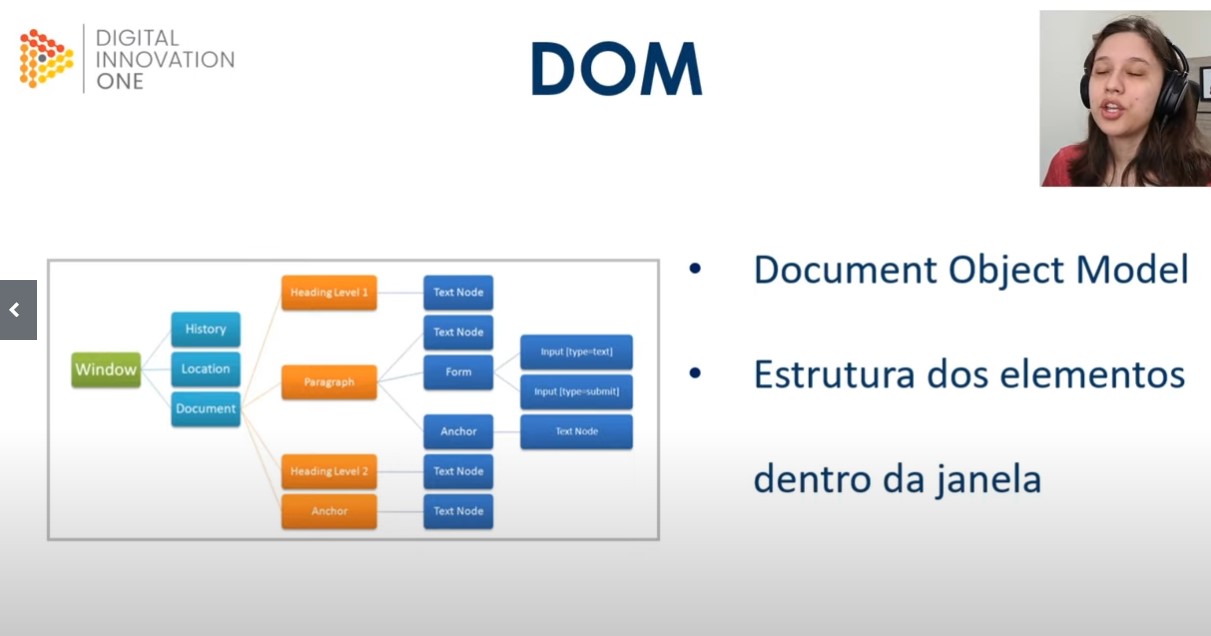 DIGITAL
INNOVATION
ONE
DOM
Window
History
Location
Document
Heading Level 1
Paragraph
Heading Level 2
Anchor
Text Node
Text Node
Form
Anchor
Text Node
Text Node
Input [type=text]
Input [type=submit]
Text Node
• Document Object Model
• Estrutura dos elementos
dentro da janela